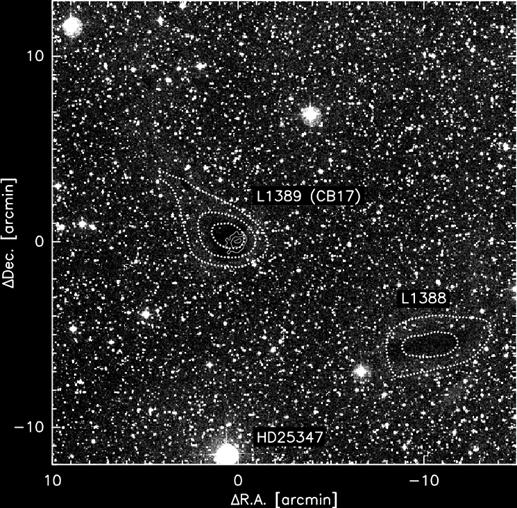 10
L1389 (CB17)
0
L1388
−10
HD25347
10
0
−10
ΔR.A. [arcmin]
ΔDec. [arcmin]